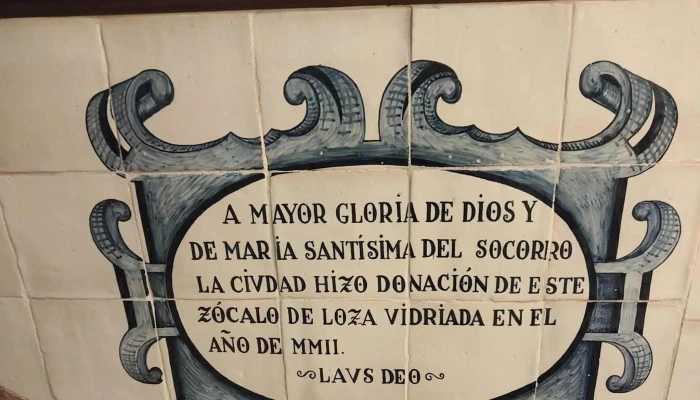 A MAYOR GLORIA DE DIOS Y
DE MARIA SANTÍSIMA DEL SOCORRO
LA CIVDAD HIZO DONACIÓN DE ESTE
ZÓCALO DE LOZA VIDRIADA EN EL
AÑO DE MMII.
LAVS DEO